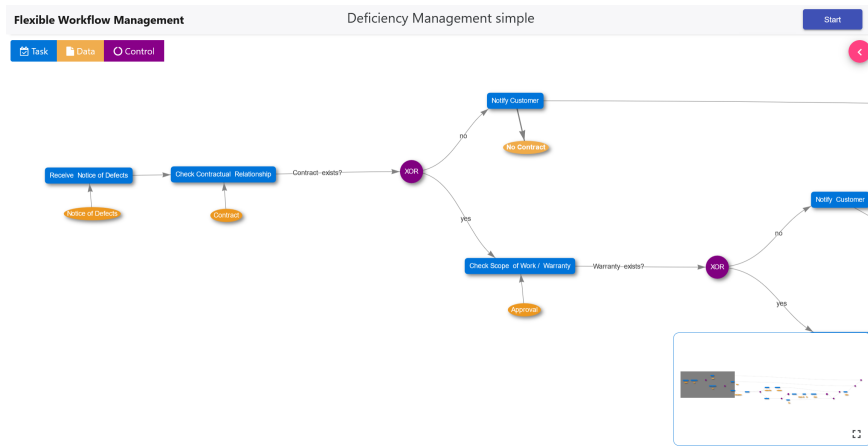 Flexible Workflow Management
Deficiency Management simple
Start
Task
Data
Control
Notify Customer
no
No Contract
Receive Notice of Defects
Check Contractual Relationship
Contract exists?
XOR
Notice of Defects
Contract
Notify Customer
yes
no
Check Scope of Work / Warranty
Warranty exists?
XOR
Approval
yes